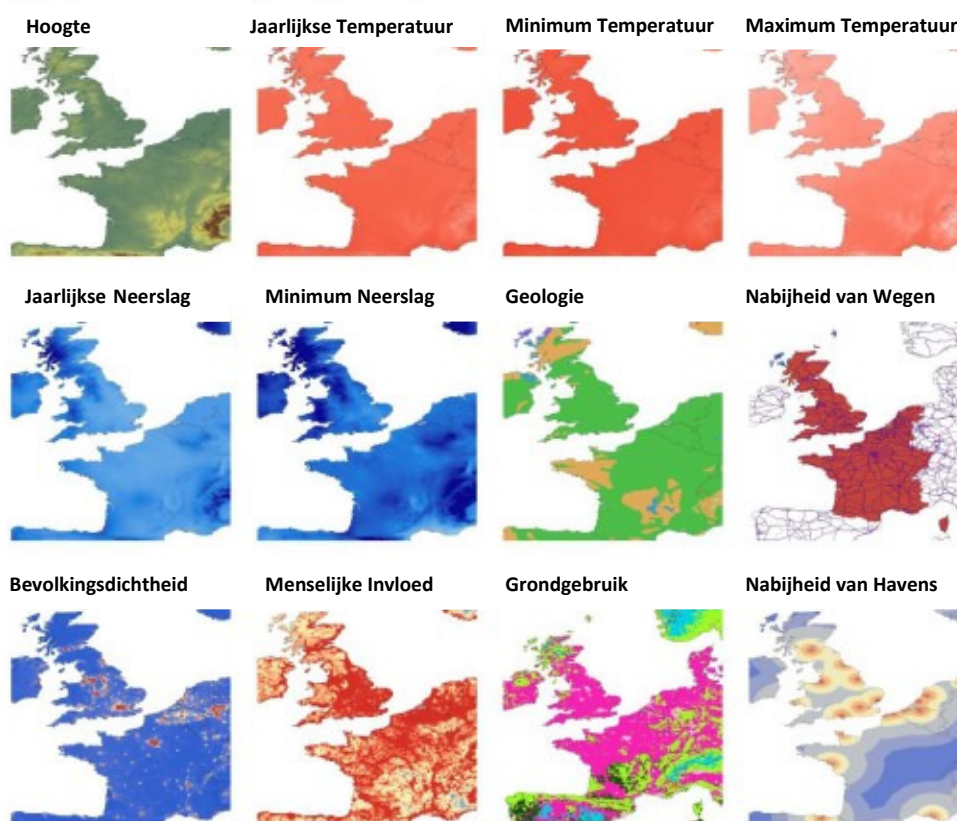 Hoogte Jaarlijkse Temperatuur Minimum Temperatuur Maximum Temperatuur
Jaarlijkse Neerslag Minimum Neerslag Geologie Nabijheid van Wegen
Bevolkingsdichtheid Menselijke Invloed Grondgebruik Nabijheid van Havens